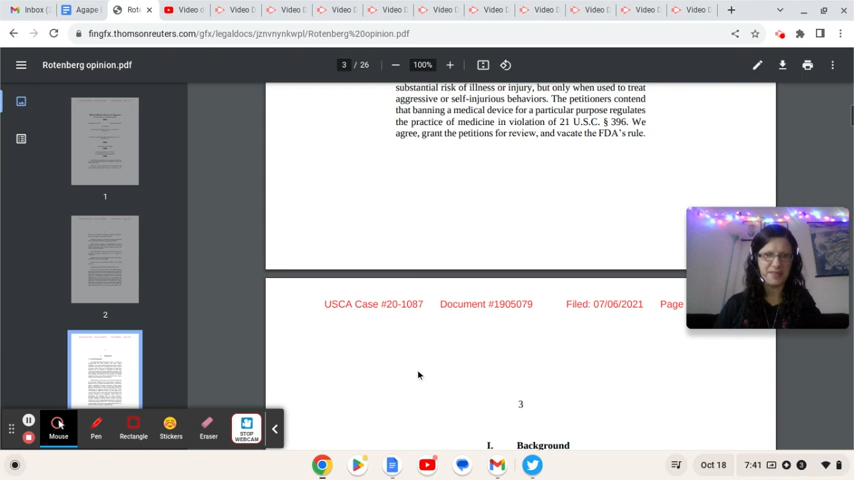 Inbox (
Agape
Rot
Video d
Video D
Video D
Video D
Video D
Video D
Video D
Video D
Video D
Video D
fingfx.thomsonreuters.com/gfx/legaldocs/jznvnynkwpl/Rotenberg%20opinion.pdf
Rotenberg opinion.pdf
3 / 26
100%
substantial risk of illness or injury, but only when used to treat
aggressive or self-injurious behaviors. The petitioners contend
that banning a medical device for a particular purpose regulates
the practice of medicine in violation of 21 U.S.C. § 396. We
agree, grant the petitions for review, and vacate the FDA's rule.
1
2
USCA Case #20-1087 Document #1905079 Filed: 07/06/2021 Page
3
I. Background
Mouse
Pen
Rectangle
Stickers
Eraser
STOP
WEBCAM
Oct 18
7:41
3